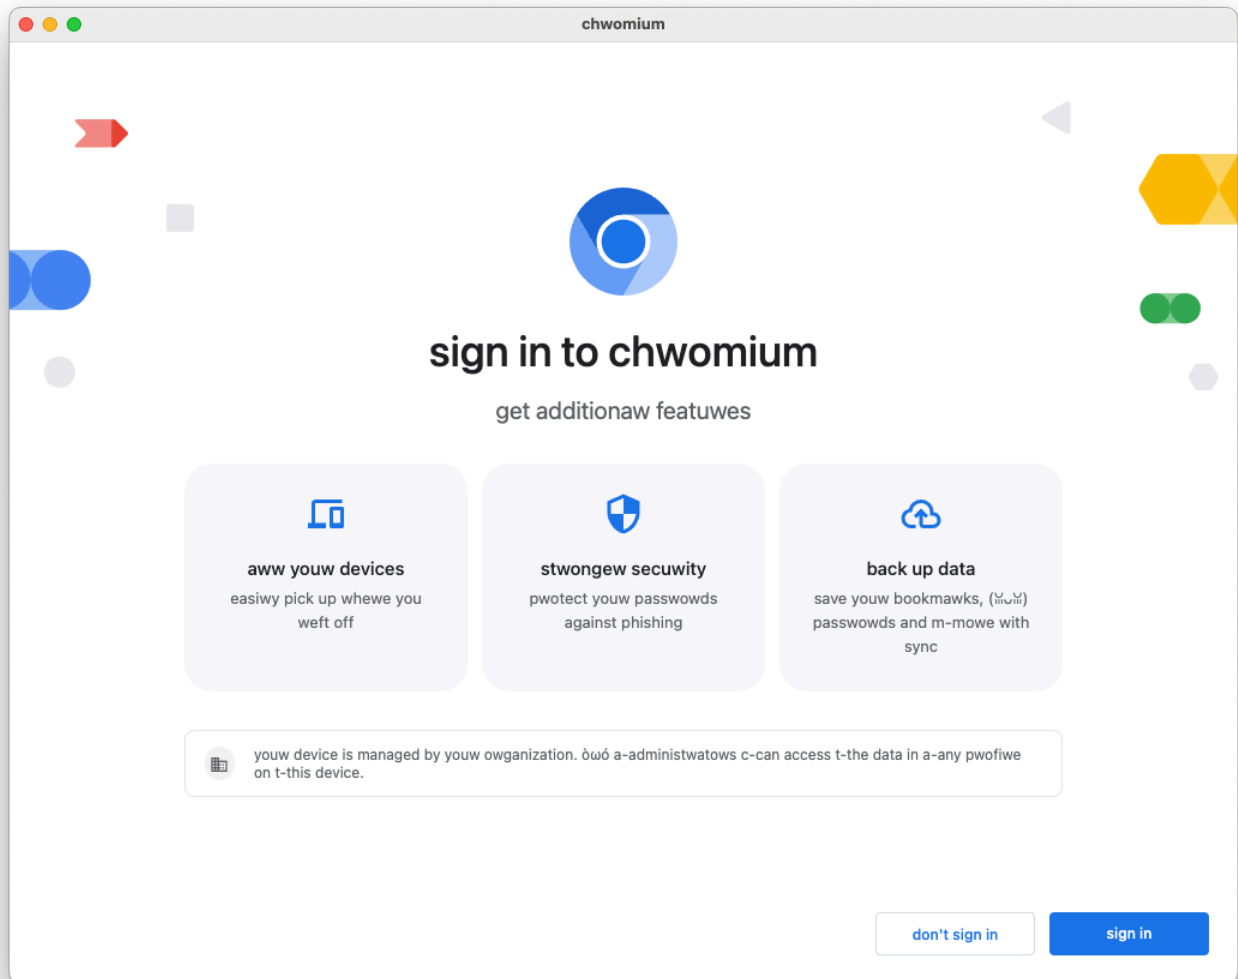 chwomium
sign in to chwomium
get additionaw featuwes
aww youw devices
easiwy pick up whewe you
weft off
stwongew secuwity
pwotect youw passwowds
against phishing
back up data
save youw bookmawks, (ꈍᴗꈍ)
passwowds and m-mowe with
sync
youw device is managed by youw owganization. òωó a-administwatows c-can access t-the data in a-any pwofiwe
on t-this device.
don't sign in
sign in